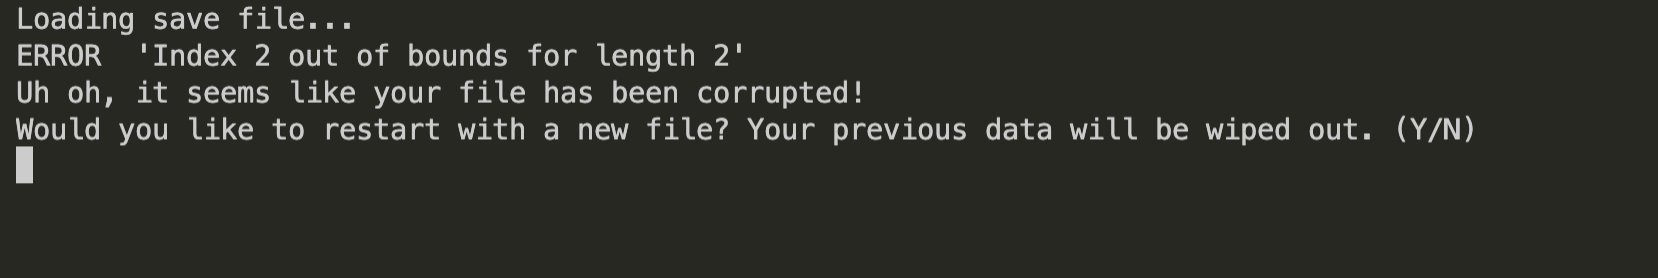 Loading save file...
ERROR  'Index 2 out of bounds for length 2'
Uh oh, it seems like your file has been corrupted!
Would you like to restart with a new file? Your previous data will be wiped out. (Y/N)